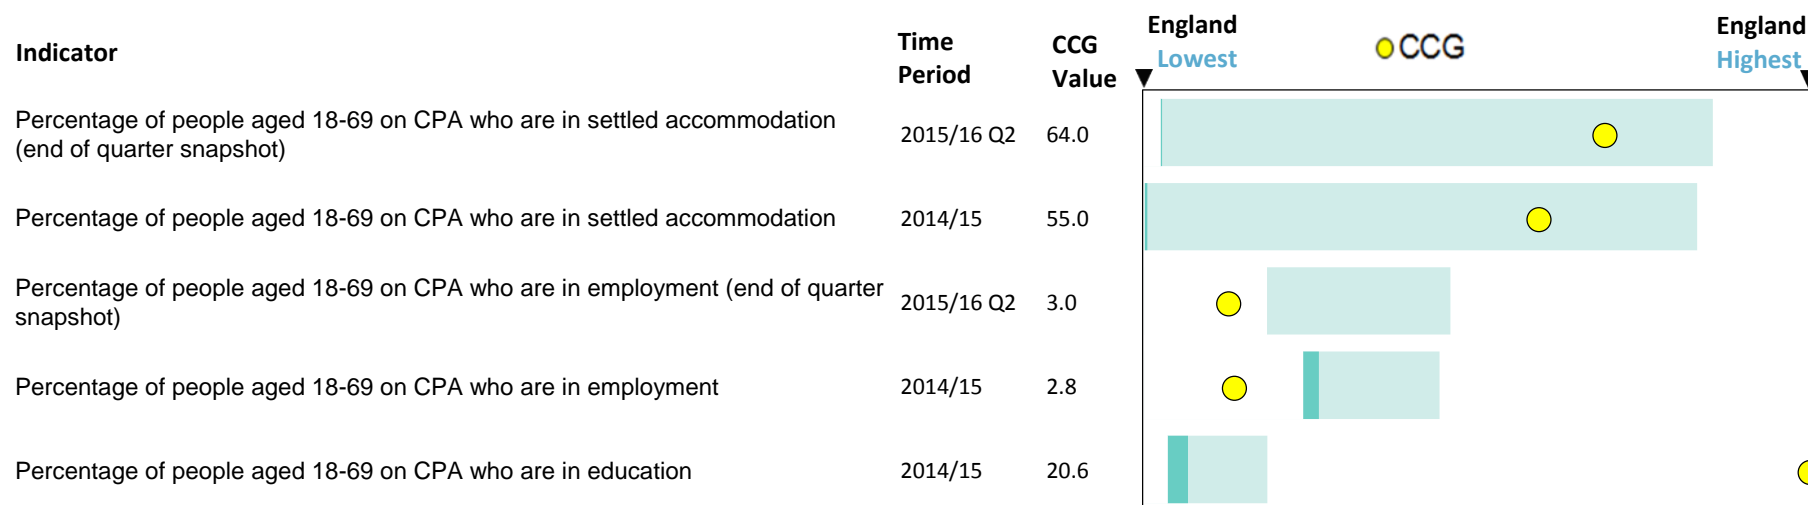 Indicator
Time Period
CCG Value
England Lowest
CCG
England Highest
Percentage of people aged 18-69 on CPA who are in settled accommodation
(end of quarter snapshot)
2015/16 Q2
64.0
Percentage of people aged 18-69 on CPA who are in settled accommodation
2014/15
55.0
Percentage of people aged 18-69 on CPA who are in employment (end of quarter
snapshot)
2015/16 Q2
3.0
Percentage of people aged 18-69 on CPA who are in employment
2014/15
2.8
Percentage of people aged 18-69 on CPA who are in education
2014/15
20.6